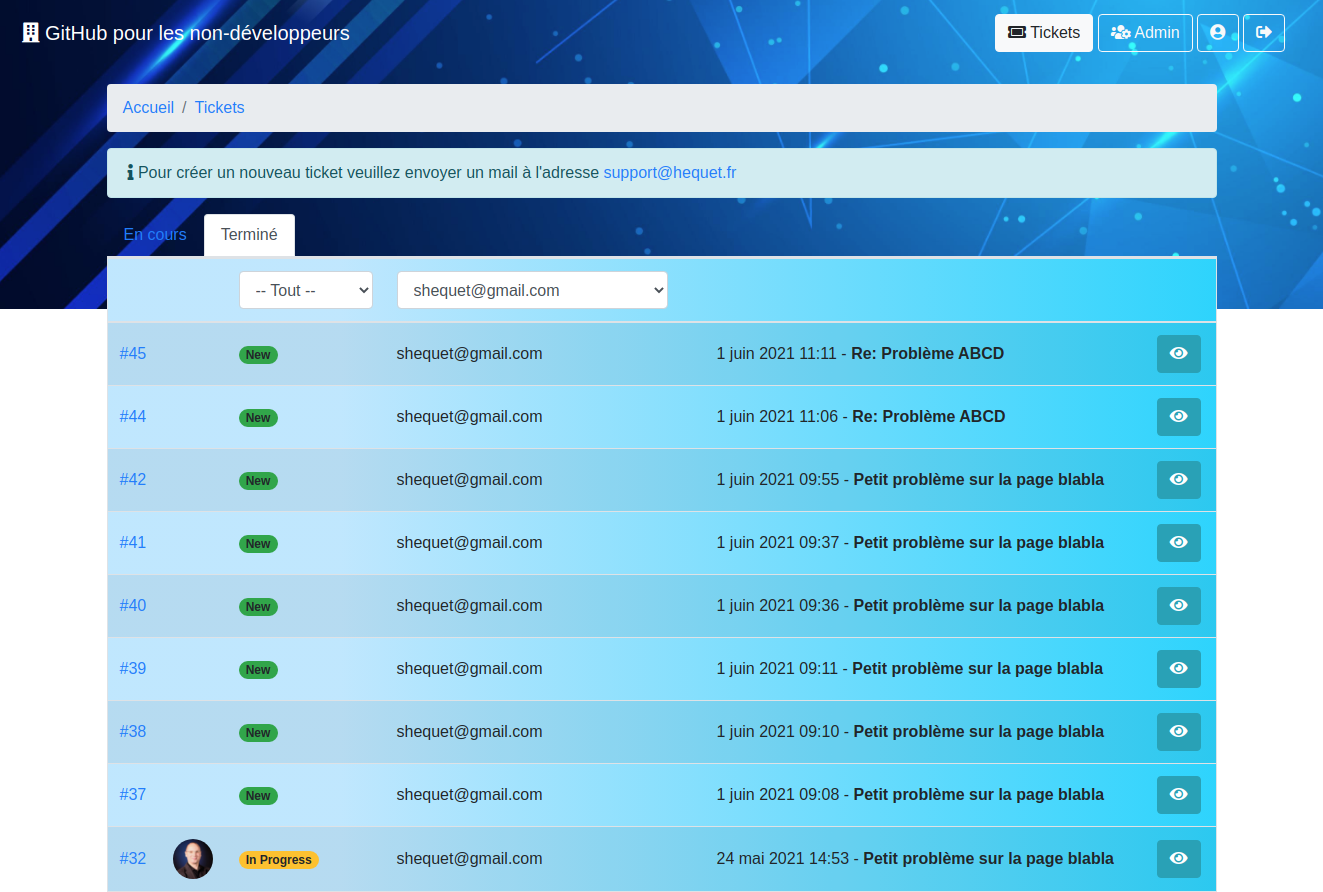 GitHub pour les non-développeurs
Tickets
Admin
Accueil / Tickets
Pour créer un nouveau ticket veuillez envoyer un mail à l'adresse support@hequet.fr
En cours
Terminé
-- Tout --
shequet@gmail.com
#45 New shequet@gmail.com 1 juin 2021 11:11 - Re: Problème ABCD
#44 New shequet@gmail.com 1 juin 2021 11:06 - Re: Problème ABCD
#42 New shequet@gmail.com 1 juin 2021 09:55 - Petit problème sur la page blabla
#41 New shequet@gmail.com 1 juin 2021 09:37 - Petit problème sur la page blabla
#40 New shequet@gmail.com 1 juin 2021 09:36 - Petit problème sur la page blabla
#39 New shequet@gmail.com 1 juin 2021 09:11 - Petit problème sur la page blabla
#38 New shequet@gmail.com 1 juin 2021 09:10 - Petit problème sur la page blabla
#37 New shequet@gmail.com 1 juin 2021 09:08 - Petit problème sur la page blabla
#32 In Progress shequet@gmail.com 24 mai 2021 14:53 - Petit problème sur la page blabla